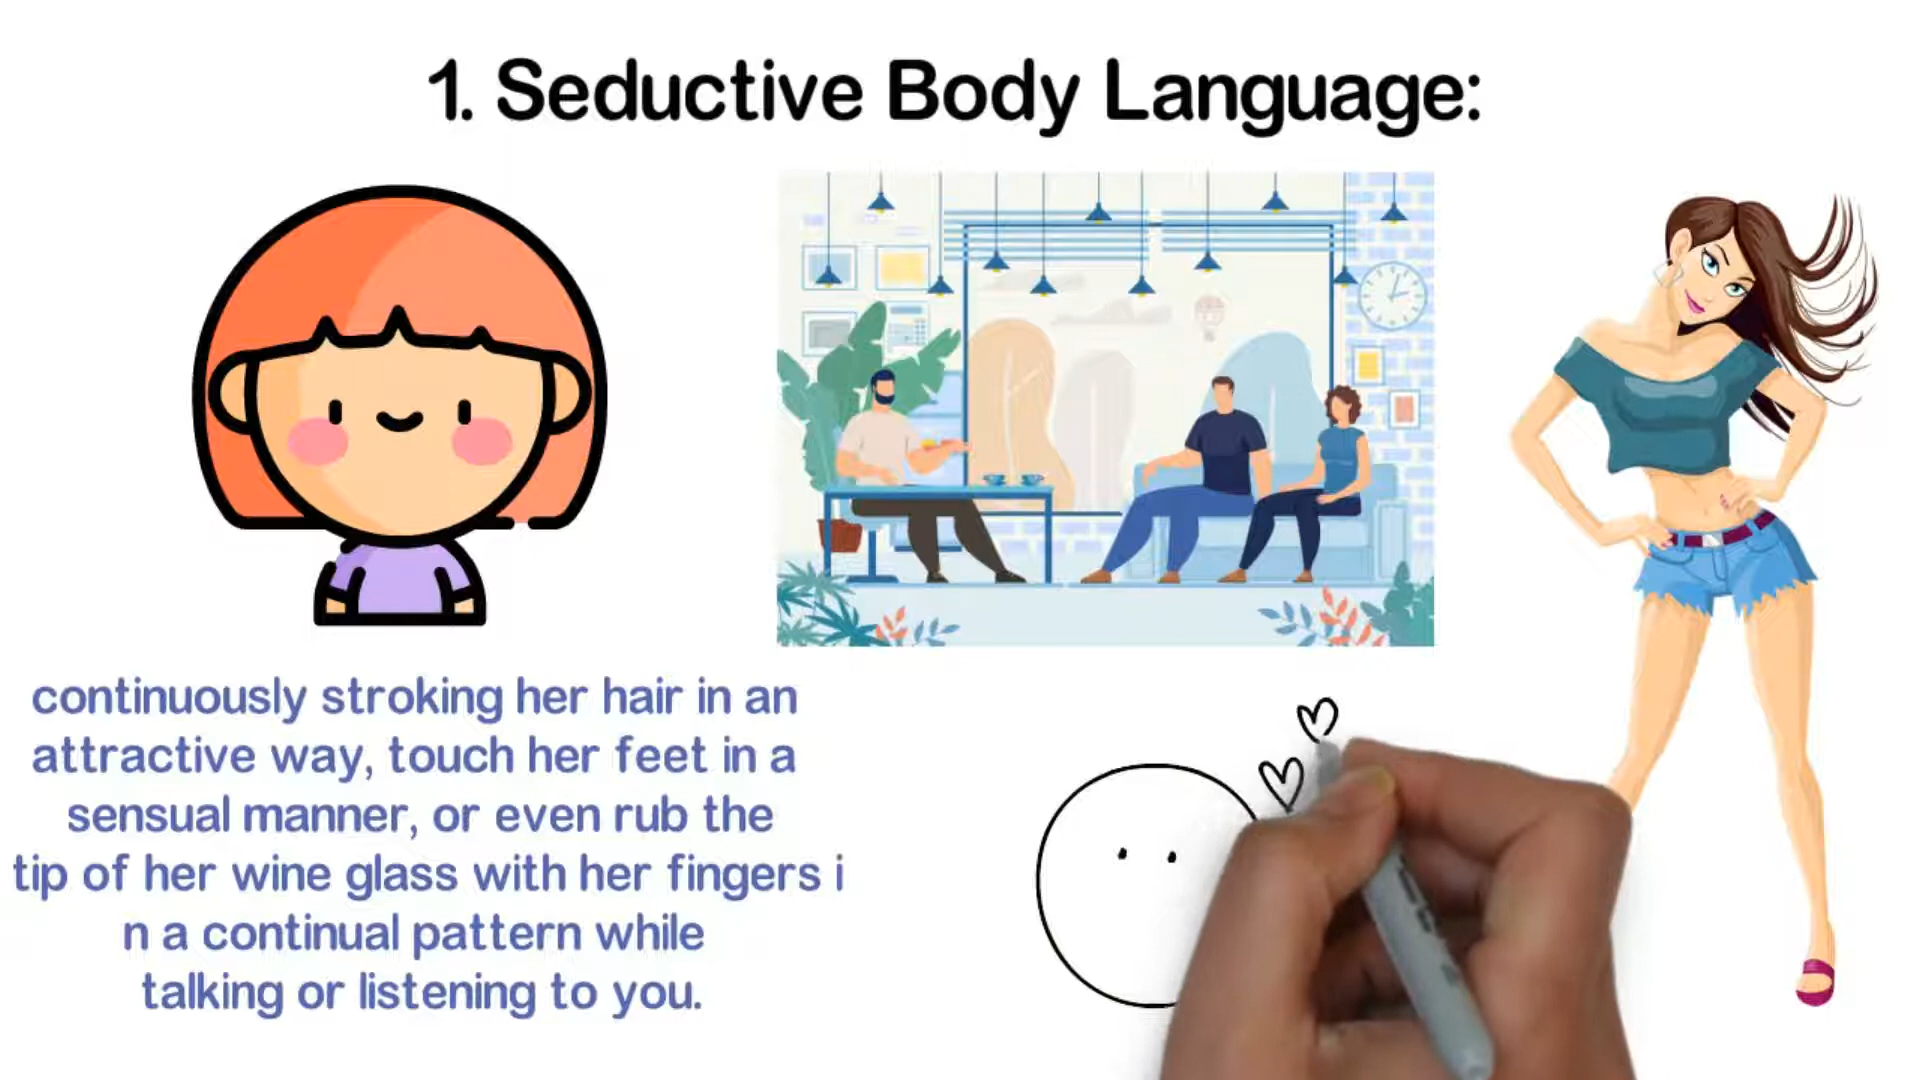 1. Seductive Body Language:
continuously stroking her hair in an
attractive way, touch her feet in a
sensual manner, or even rub the
tip of her wine glass with her fingers i
n a continual pattern while
talking or listening to you.